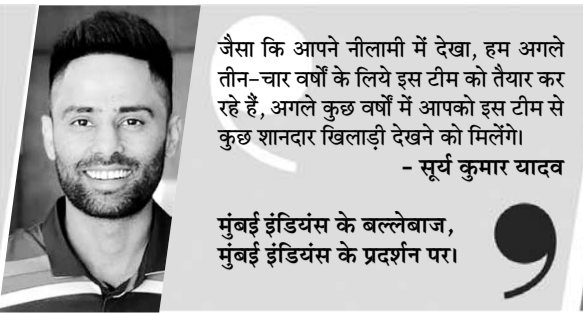 जैसा कि आपने नीलामी में देखा, हम अगले
तीन-चार वर्षों के लिये इस टीम को तैयार कर
रहे हैं, अगले कुछ वर्षों में आपको इस टीम से
कुछ शानदार खिलाड़ी देखने को मिलेंगे।
- सूर्य कुमार यादव
मुंबई इंडियंस के बल्लेबाज,
मुंबई इंडियंस के प्रदर्शन पर।